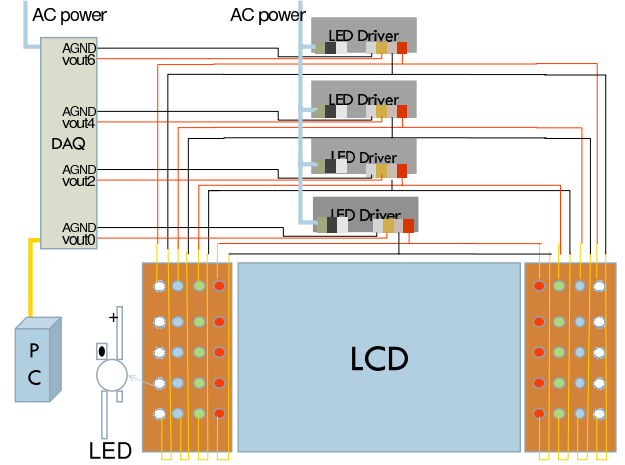 AC power
AC power
LED Driver
AGND
vout6
LED Driver
AGND
vout4
DAQ
LED Driver
AGND
vout2
LED Driver
AGND
vout0
+
P
C
LCD
LED